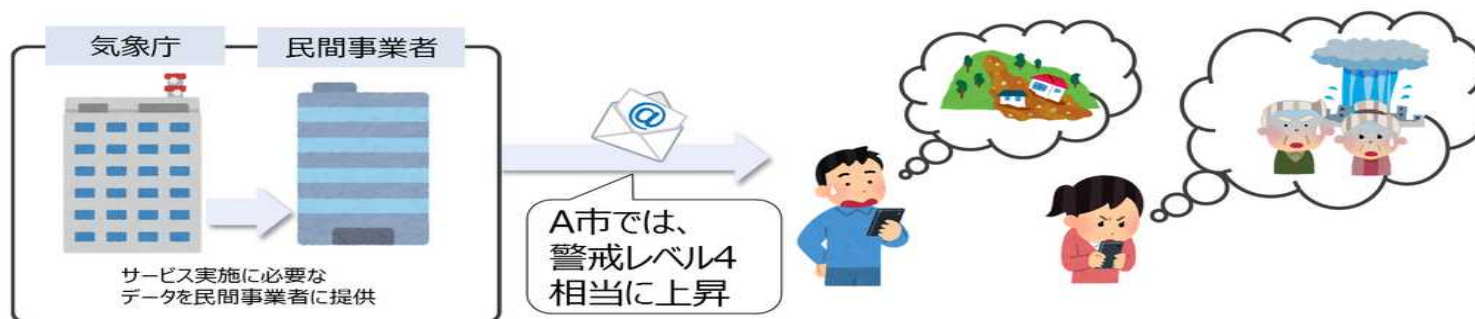 気象庁
民間事業者
サービス実施に必要な
データを民間事業者に提供
@
A市では、
警戒レベル4
相当に上昇